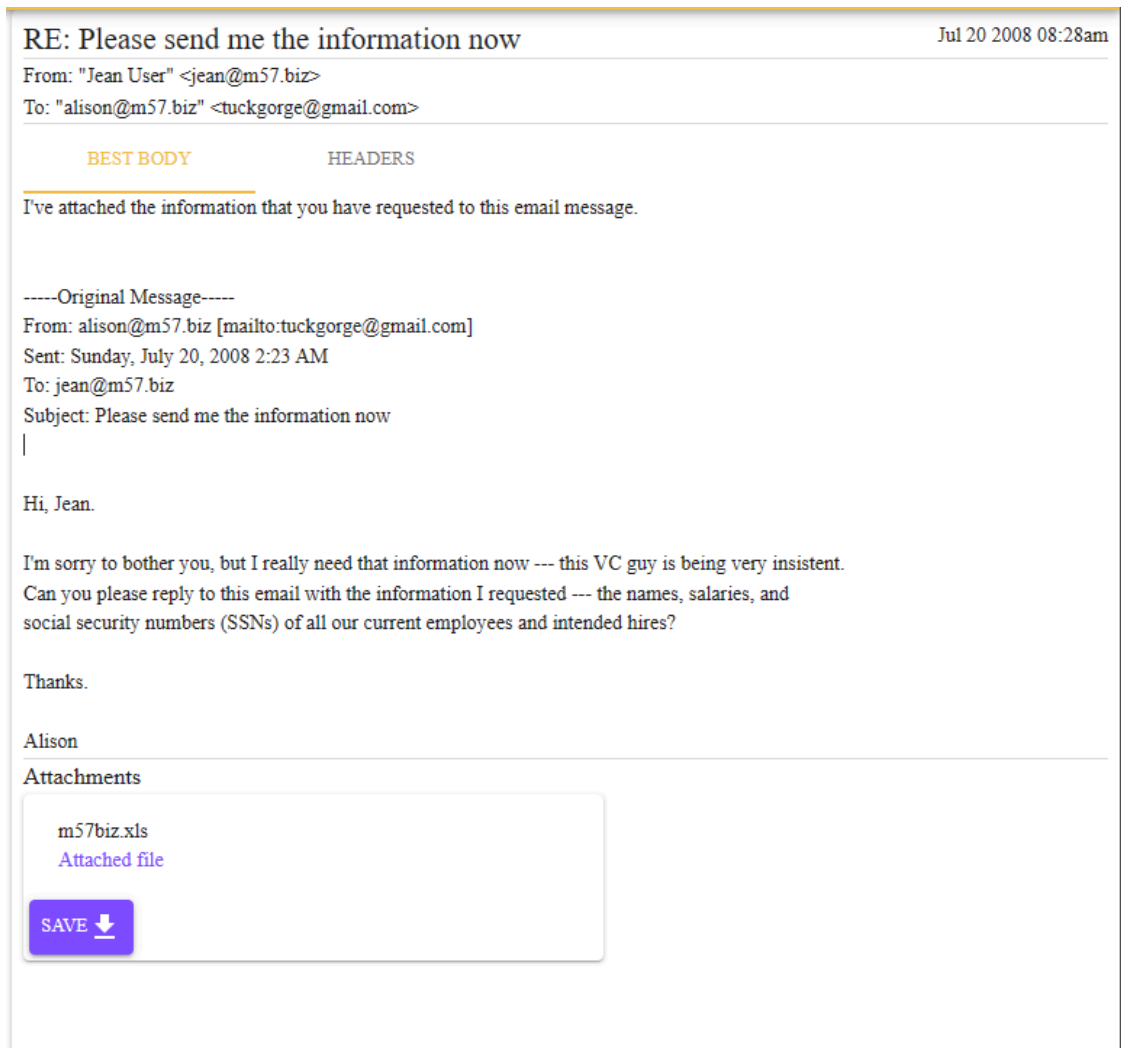 RE: Please send me the information now
Jul 20 2008 08:28am
From: "Jean User" <jean@m57.biz>
To: "alison@m57.biz" <tuckgorge@gmail.com>
BEST BODY
HEADERS
I've attached the information that you have requested to this email message.
-----Original Message-----
From: alison@m57.biz [mailto:tuckgorge@gmail.com]
Sent: Sunday, July 20, 2008 2:23 AM
To: jean@m57.biz
Subject: Please send me the information now
Hi, Jean.
I'm sorry to bother you, but I really need that information now --- this VC guy is being very insistent.
Can you please reply to this email with the information I requested --- the names, salaries, and
social security numbers (SSNs) of all our current employees and intended hires?
Thanks.
Alison
Attachments
m57biz.xls
Attached file
SAVE